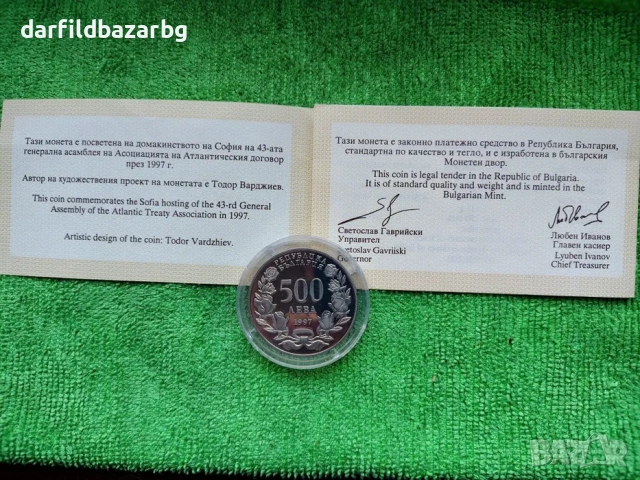 darfildbazarbg
Тази монета е посветена на домакинството на София на 43-ата
генерална асамблея на Асоциацията на Атлантическия договор
през 1997 г.
Автор на художествения проект на монетата е Тодор Варджиев.
This coin commemorates the Sofia hosting of the 43-rd General
Assembly of the Atlantic Treaty Association in 1997.
Artistic design of the coin: Todor Vardzhiev.
Тази монета е законно платежно средство в Република България,
стандартна по качество и тегло, и е изработена в българския
Монетен двор.
This coin is legal tender in the Republic of Bulgaria.
It is of standard quality and weight and is minted in the
Bulgarian Mint.
Светослав Гаврийски
Управител
Svetoslav Gavriiski
Governor
Любен Иванов
Главен касиер
Lyuben Ivanov
Chief Treasurer
РЕПУБЛИКА
БЪЛГАРИЯ
500
ЛЕВА
1997
BAZAR